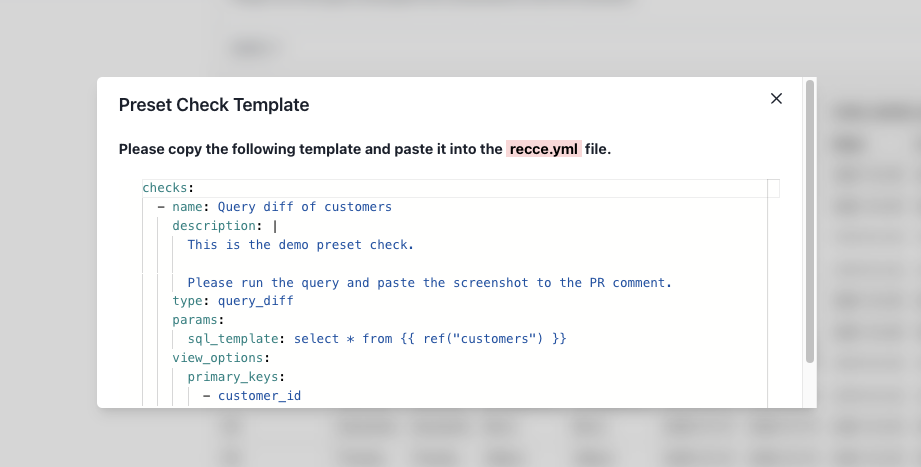 Preset Check Template
Please copy the following template and paste it into the recce.yml file.
checks:
- name: Query diff of customers
description: |
This is the demo preset check.
Please run the query and paste the screenshot to the PR comment.
type: query_diff
params:
sql_template: select * from {{ ref("customers") }}
view_options:
primary_keys:
- customer_id